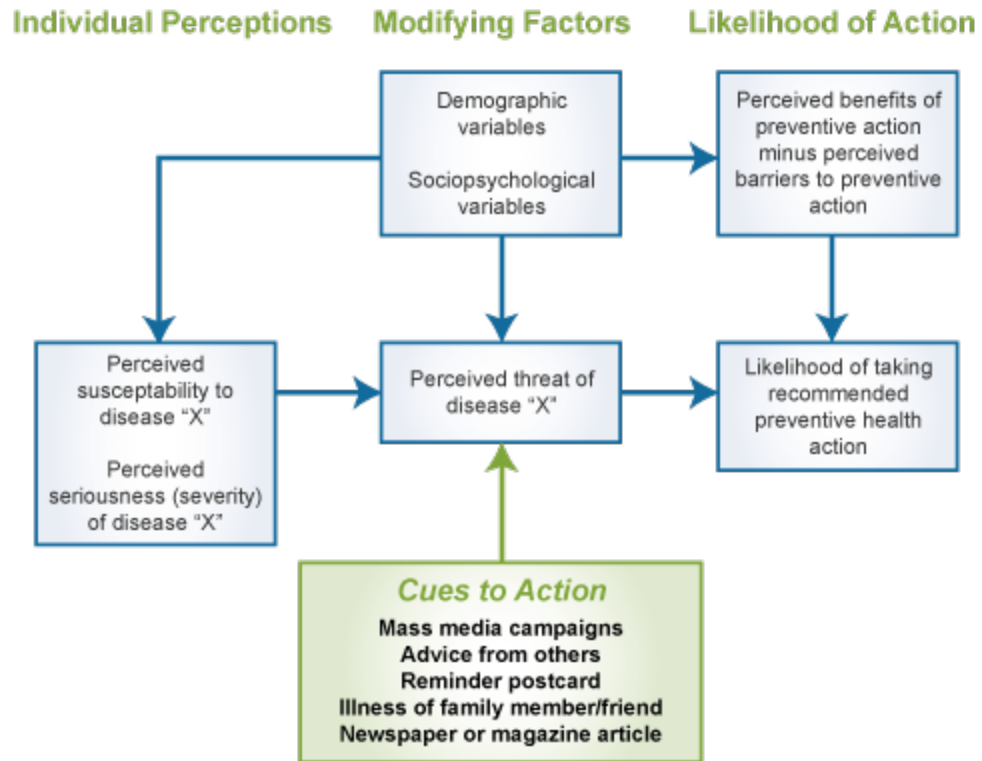 Individual Perceptions
Modifying Factors
Likelihood of Action
Demographic
variables
Sociopsychological
variables
Perceived benefits of
preventive action
minus perceived
barriers to preventive
action
Perceived
susceptability to
disease “X”
Perceived
seriousness (severity)
of disease “X”
Perceived threat of
disease “X”
Likelihood of taking
recommended
preventive health
action
Cues to Action
Mass media campaigns
Advice from others
Reminder postcard
Illness of family member/friend
Newspaper or magazine article